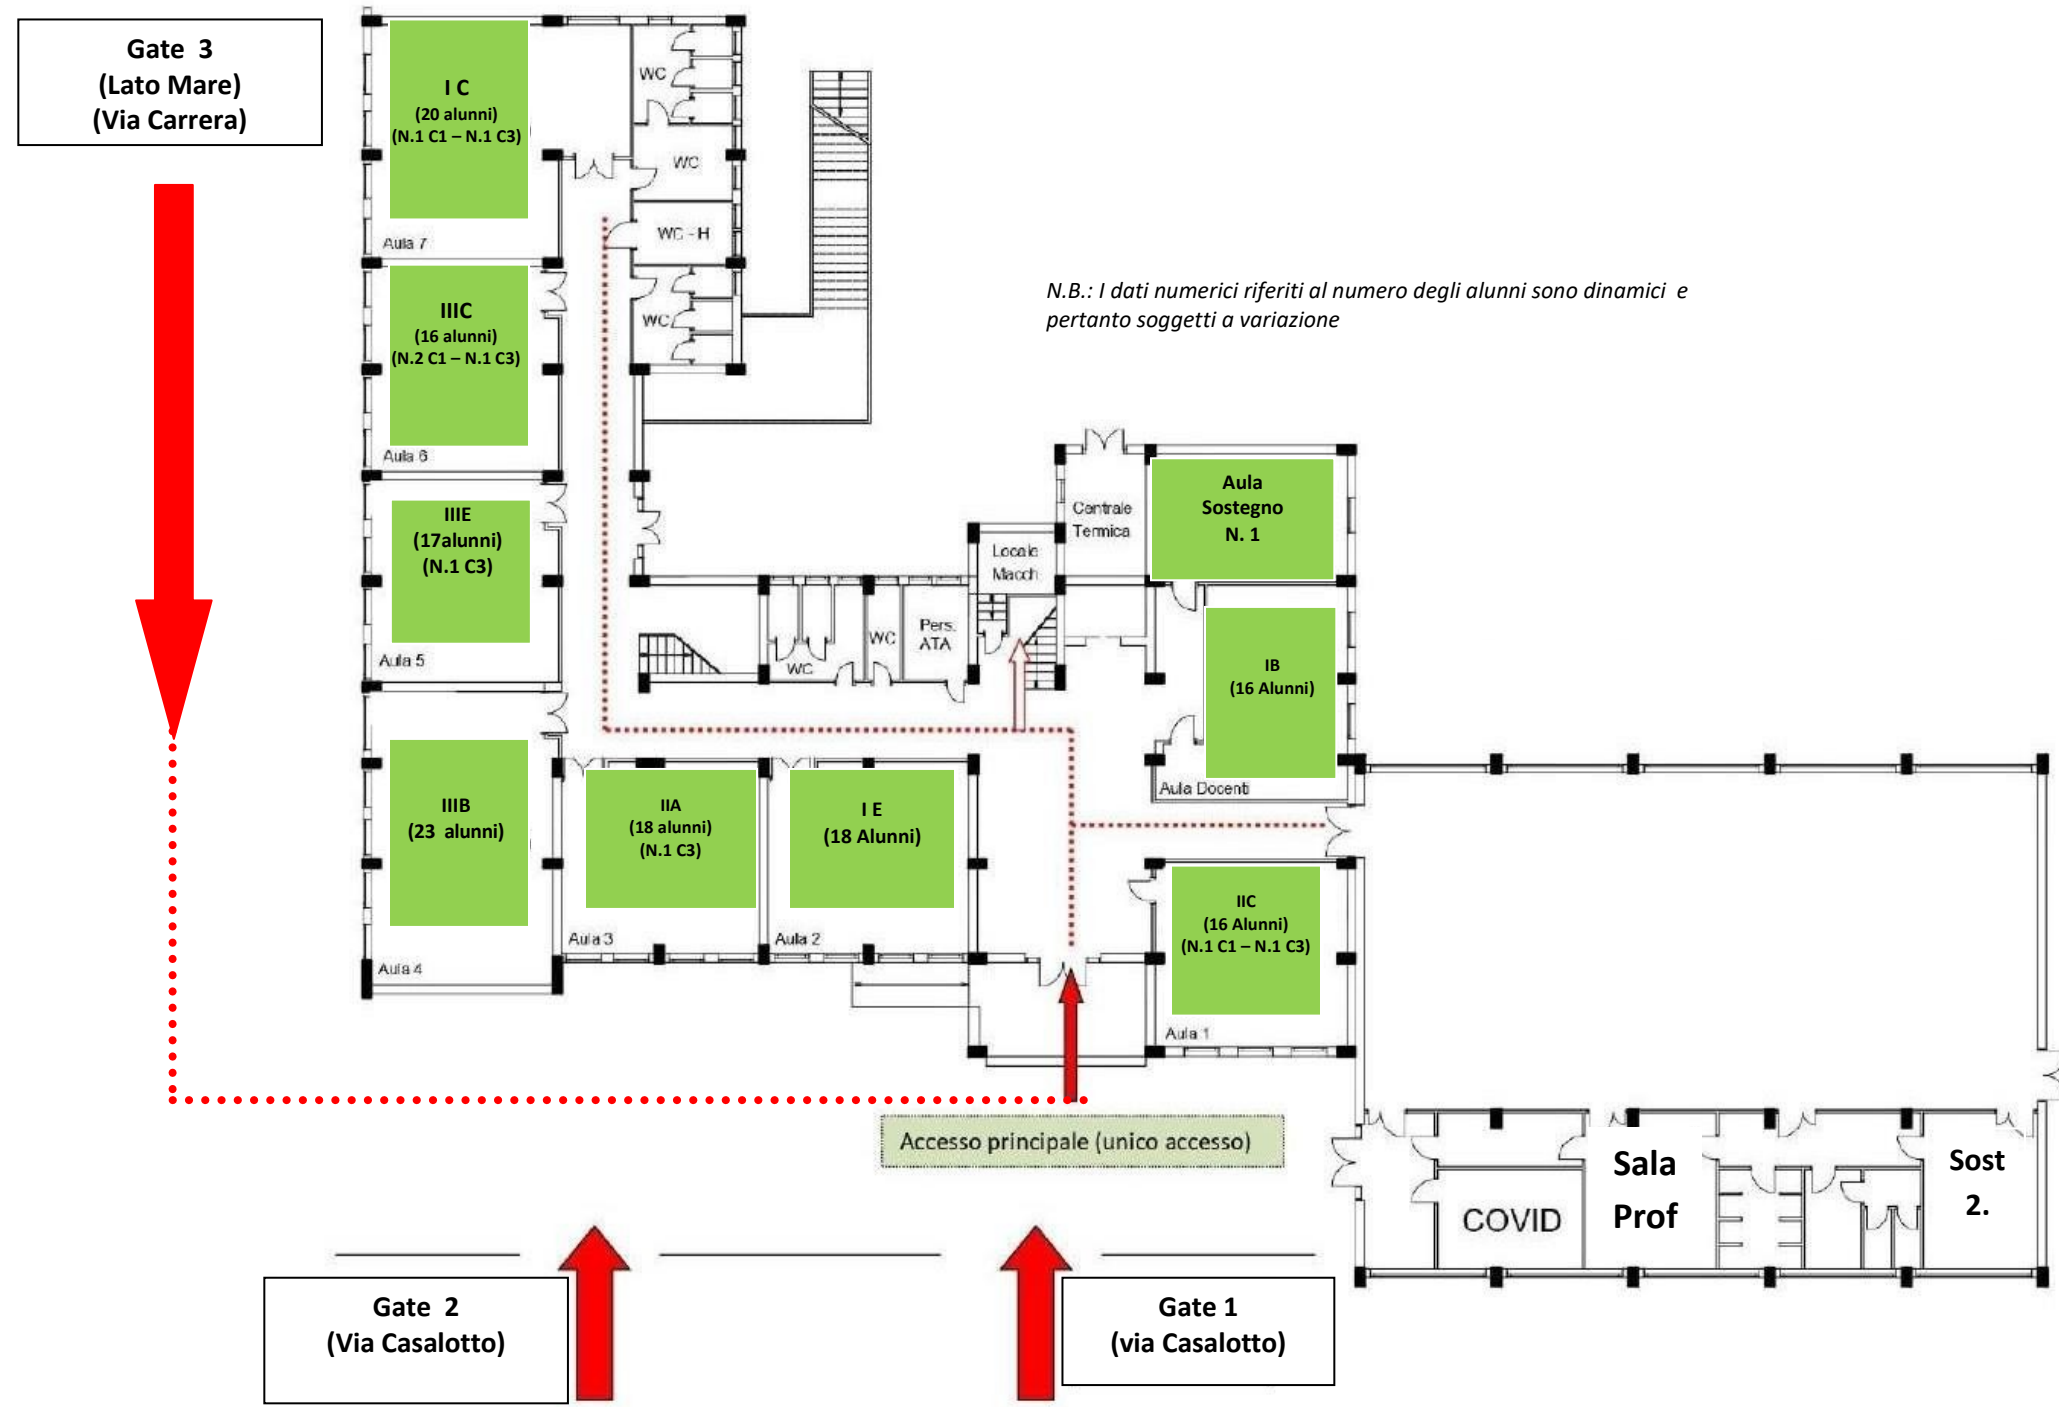 Gate 3
(Lato Mare)
(Via Carrera)
I C
(20 alunni)
(N.1 C1 – N.1 C3)
Aula 7
WC
WC
WC - H
WC
IIIC
(16 alunni)
(N.2 C1 – N.1 C3)
Aula 6
N.B.: I dati numerici riferiti al numero degli alunni sono dinamici e
pertanto soggetti a variazione
IIIE
(17alunni)
(N.1 C3)
Aula 5
Centrale
Termica
Aula
Sostegno
N. 1
Locale
Macch
WC
WC
Pers.
ATA
IB
(16 Alunni)
Aula Docenti
IIIB
(23 alunni)
Aula 4
IIA
(18 alunni)
(N.1 C3)
Aula 3
I E
(18 Alunni)
Aula 2
IIC
(16 Alunni)
(N.1 C1 – N.1 C3)
Aula 1
Accesso principale (unico accesso)
COVID
Sala
Prof
Sost
2.
Gate 2
(Via Casalotto)
Gate 1
(via Casalotto)